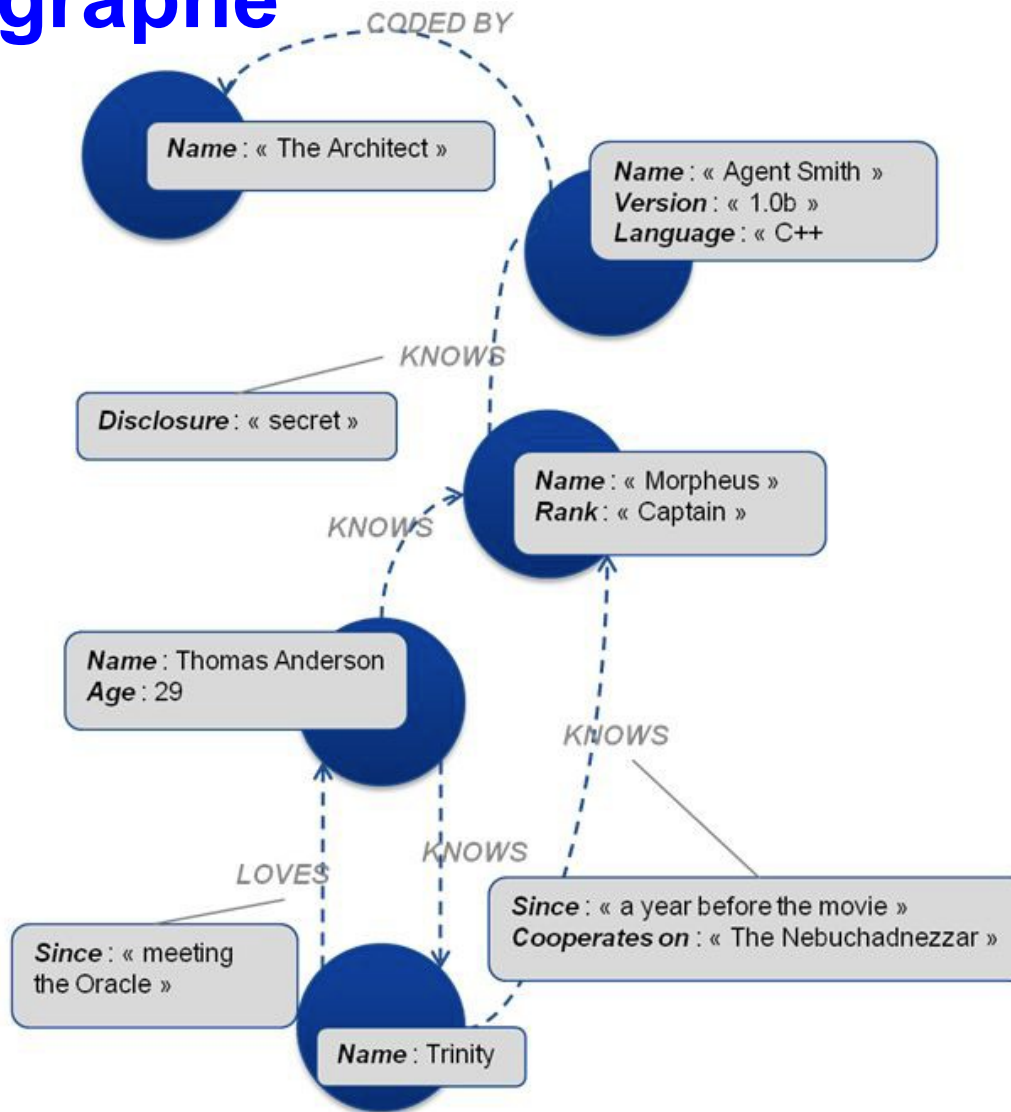 graphe
CODED BY
Name : « The Architect »
Name : « Agent Smith »
Version : « 1.0b »
Language : « C++
KNOWS
Disclosure : « secret »
Name : « Morpheus »
Rank : « Captain »
KNOWS
Name : Thomas Anderson
Age : 29
KNOWS
KNOWS
LOVES
Since : « a year before the movie »
Cooperates on : « The Nebuchadnezzar »
Since : « meeting
the Oracle »
Name : Trinity